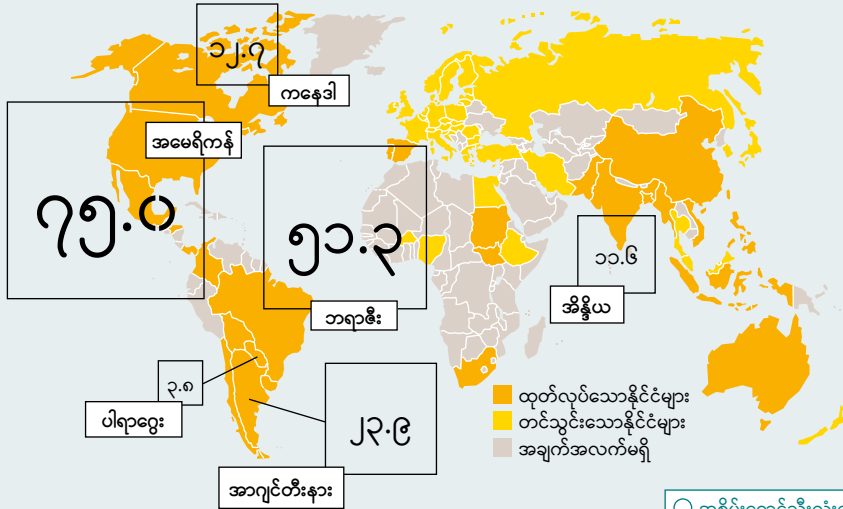 ၁၂.၇
ကနေဒါ
အမေရိကန်
၇၅.၀
၅၁.၃
ဘရာဇီး
၁၁.၆
အိန္ဒိယ
၃.၈
ပါရာဂွေး
၂၃.၉
အာဂျင်တီးနား
ထုတ်လုပ်သောနိုင်ငံများ
တင်သွင်းသောနိုင်ငံများ
အချက်အလက်မရှိ